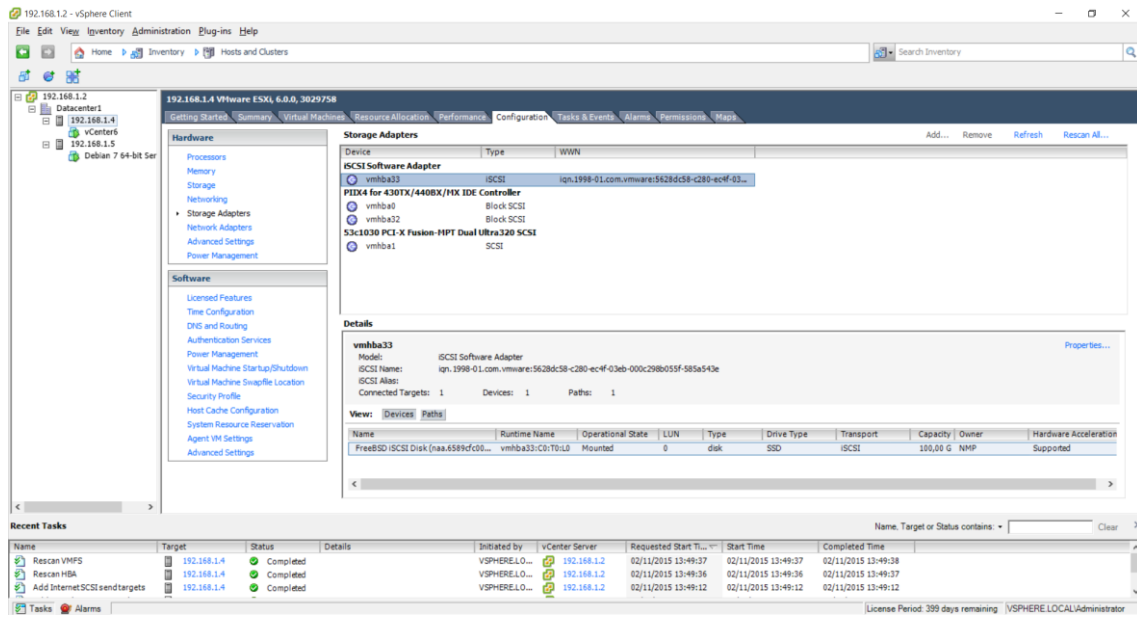 192.168.1.2 - vSphere Client
File Edit View Inventory Administration Plug-ins Help
Home Inventory Hosts and Clusters
Search Inventory
192.168.1.2
Datacenter1
192.168.1.4
vCenter6
192.168.1.5
Debian 7 64-bit Ser
192.168.1.4 VMware ESXi, 6.0.0, 3029758
Getting Started Summary Virtual Machines Resource Allocation Performance Configuration Tasks & Events Alarms Permissions Maps
Hardware
Processors
Memory
Storage
Networking
Storage Adapters
Network Adapters
Advanced Settings
Power Management
Software
Licensed Features
Time Configuration
DNS and Routing
Authentication Services
Power Management
Virtual Machine Startup/Shutdown
Virtual Machine Swapfile Location
Security Profile
Host Cache Configuration
System Resource Reservation
Agent VM Settings
Advanced Settings
Storage Adapters
Add... Remove Refresh Rescan All...
Device Type WWN
iSCSI Software Adapter
vmhba33 iSCSI iqn.1998-01.com.vmware:5628dc58-c280-ec4f-03...
PIIX4 for 430TX/440BX/MX IDE Controller
vmhba0 Block SCSI
vmhba32 Block SCSI
53c1030 PCI-X Fusion-MPT Dual Ultra320 SCSI
vmhba1 SCSI
Details
vmhba33
Properties...
Model: iSCSI Software Adapter
iSCSI Name: iqn.1998-01.com.vmware:5628dc58-c280-ec4f-03eb-000c298b055f-585a543e
iSCSI Alias:
Connected Targets: 1 Devices: 1 Paths: 1
View: Devices Paths
Name Runtime Name Operational State LUN Type Drive Type Transport Capacity Owner Hardware Acceleration
FreeBSD iSCSI Disk (naa.6589cfc00... vmhba33:C0:T0:L0 Mounted 0 disk SSD iSCSI 100,00 G NMP Supported
Recent Tasks
Name, Target or Status contains: Clear
Name Target Status Details Initiated by vCenter Server Requested Start Ti... Start Time Completed Time
Rescan VMFS 192.168.1.4 Completed VSPHERE.LO... 192.168.1.2 02/11/2015 13:49:37 02/11/2015 13:49:37 02/11/2015 13:49:38
Rescan HBA 192.168.1.4 Completed VSPHERE.LO... 192.168.1.2 02/11/2015 13:49:36 02/11/2015 13:49:36 02/11/2015 13:49:37
Add Internet SCSI send targets 192.168.1.4 Completed VSPHERE.LO... 192.168.1.2 02/11/2015 13:49:12 02/11/2015 13:49:12 02/11/2015 13:49:12
Tasks Alarms
License Period: 399 days remaining VSPHERE.LOCAL\Administrator